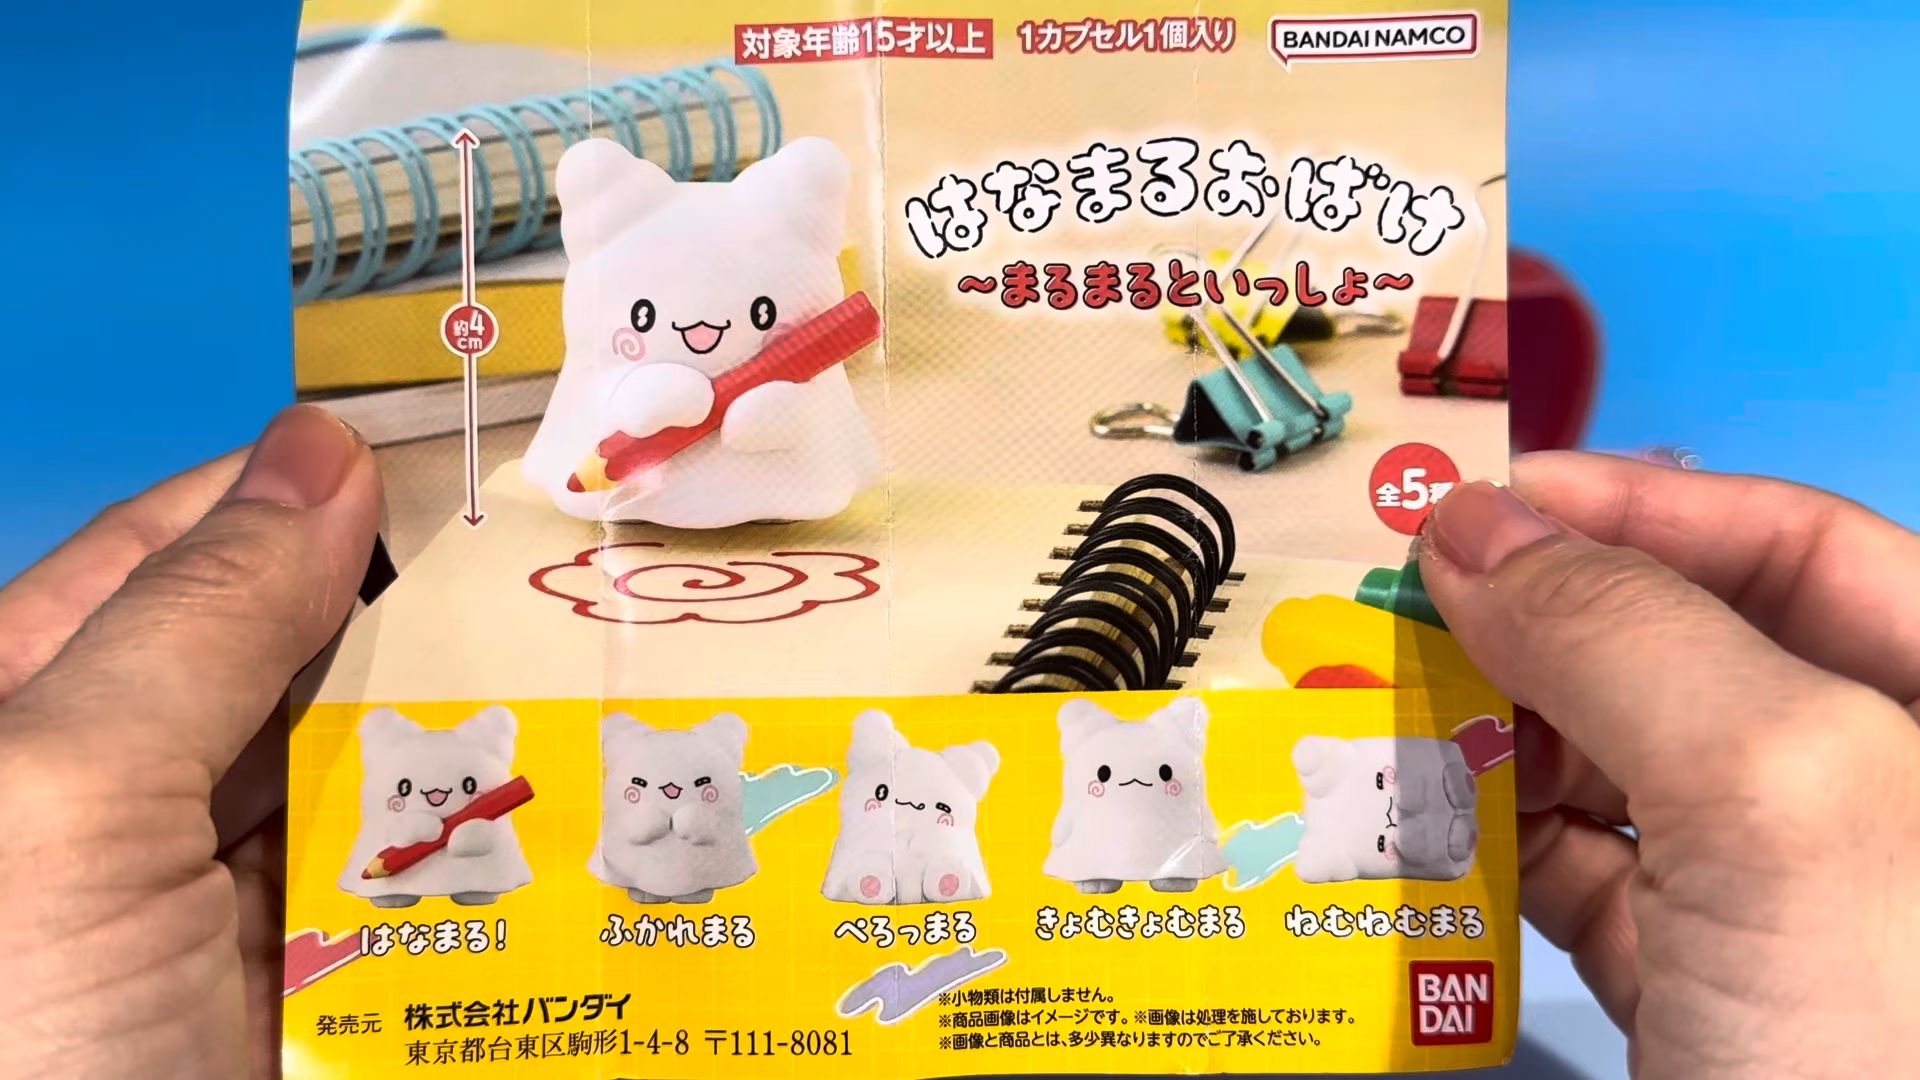 対象年齢15才以上 1カプセル1個入り BANDAI NAMCO
はなまるおばけ
~まるまるといっしょ~
約4cm
全5種
はなまる! ふかれまる ぺろっまる きょむきょむまる ねむねむまる
発売元 株式会社バンダイ
東京都台東区駒形1-4-8 〒111-8081
※小物類は付属しません。
※商品画像はイメージです。※画像は処理を施しております。
※画像と商品とは、多少異なりますのでご了承ください。
BAN
DAI